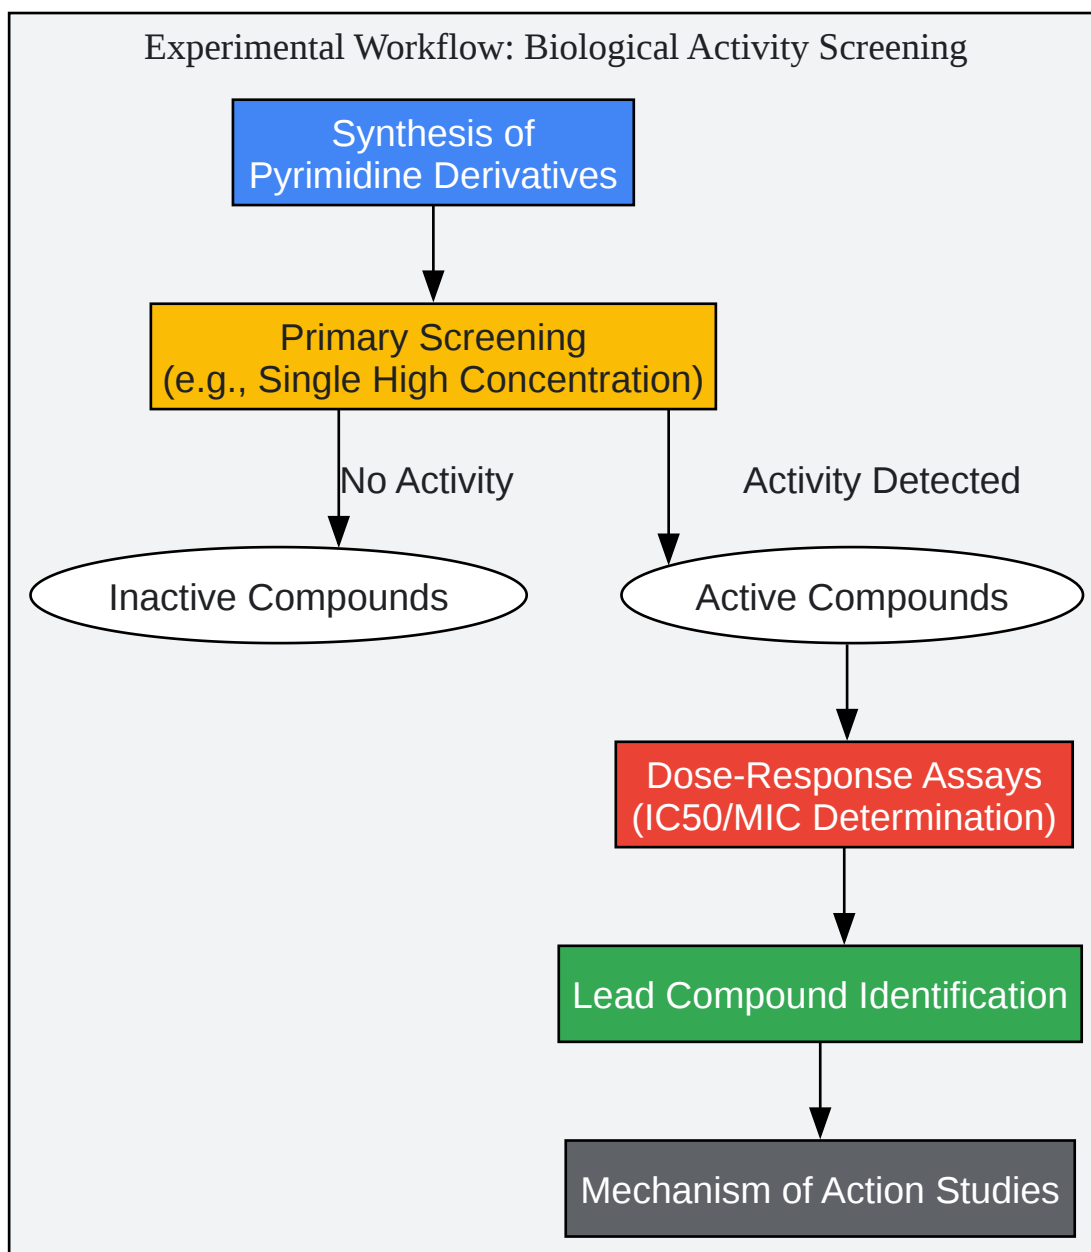 Experimental Workflow: Biological Activity Screening
Synthesis of
Pyrimidine Derivatives
Primary Screening
(e.g., Single High Concentration)
No Activity
Activity Detected
Inactive Compounds
Active Compounds
Dose-Response Assays
(IC50/MIC Determination)
Lead Compound Identification
Mechanism of Action Studies